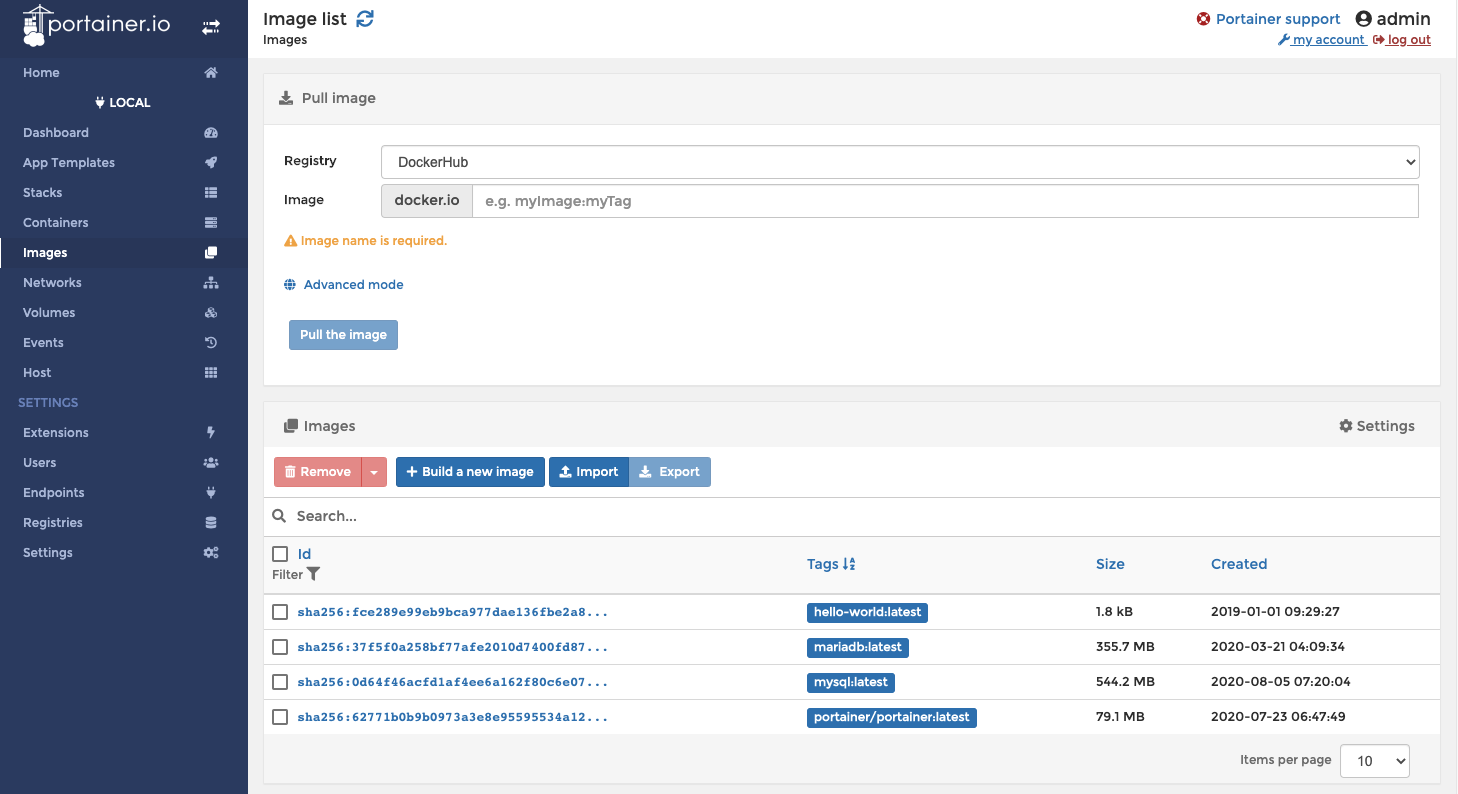 portainer.io
Home
LOCAL
Dashboard
App Templates
Stacks
Containers
Images
Networks
Volumes
Events
Host
SETTINGS
Extensions
Users
Endpoints
Registries
Settings
Image list
Images
Portainer support admin
my account log out
Pull image
Registry DockerHub
Image docker.io e.g. myImage:myTag
Image name is required.
Advanced mode
Pull the image
Images Settings
Remove Build a new image Import Export
Search...
Id Tags Size Created
Filter
sha256:fce289e99eb9bca977dae136fbe2a8... hello-world:latest 1.8 kB 2019-01-01 09:29:27
sha256:37f5f0a258bf77afe2010d7400fd87... mariadb:latest 355.7 MB 2020-03-21 04:09:34
sha256:0d64f46acfd1af4ee6a162f80c6e07... mysql:latest 544.2 MB 2020-08-05 07:20:04
sha256:62771b0b9b0973a3e8e95595534a12... portainer/portainer:latest 79.1 MB 2020-07-23 06:47:49
Items per page 10